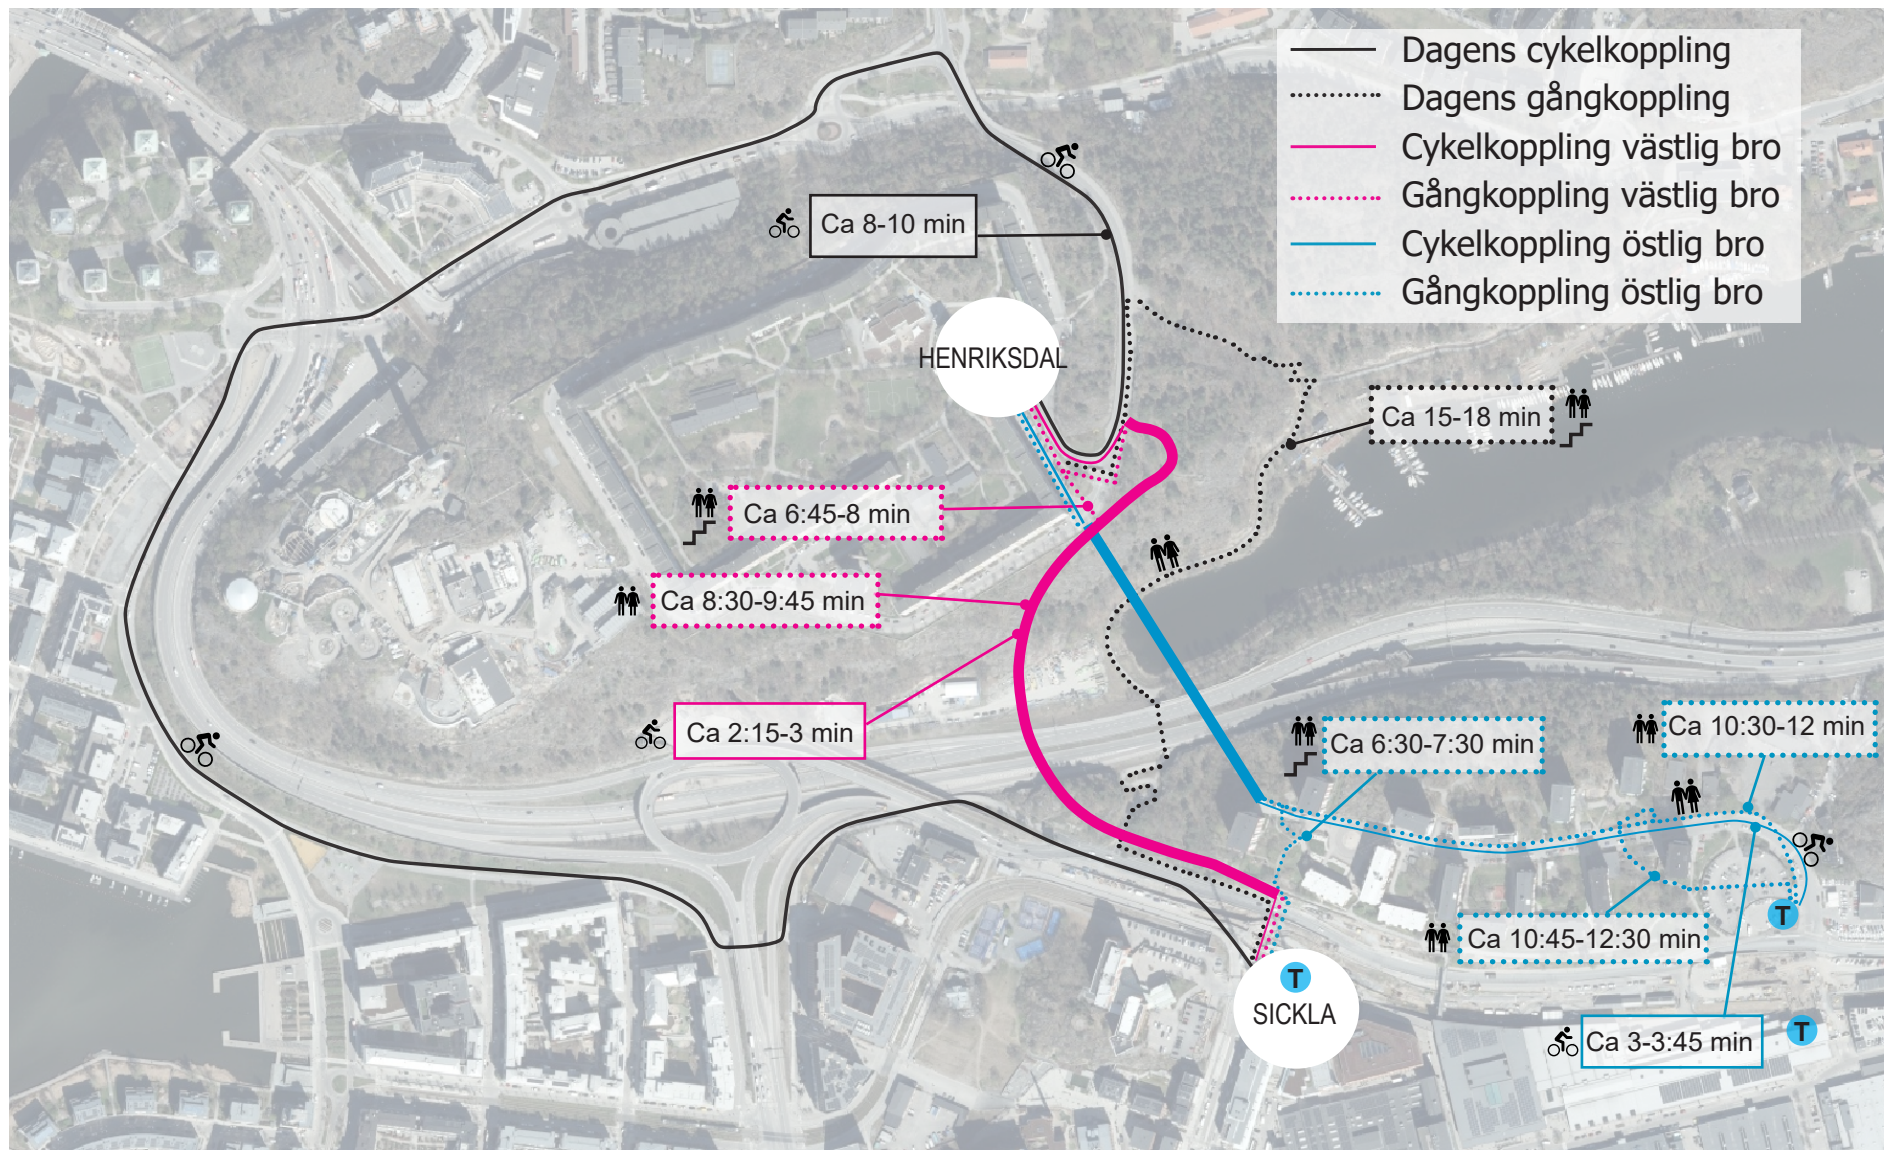 Dagens cykelkoppling
Dagens gångkoppling
Cykelkoppling västlig bro
Gångkoppling västlig bro
Cykelkoppling östlig bro
Gångkoppling östlig bro
Ca 8-10 min
HENRIKSDAL
Ca 15-18 min
Ca 6:45-8 min
Ca 8:30-9:45 min
Ca 2:15-3 min
Ca 6:30-7:30 min
Ca 10:30-12 min
Ca 10:45-12:30 min
T
T
SICKLA
T
Ca 3-3:45 min